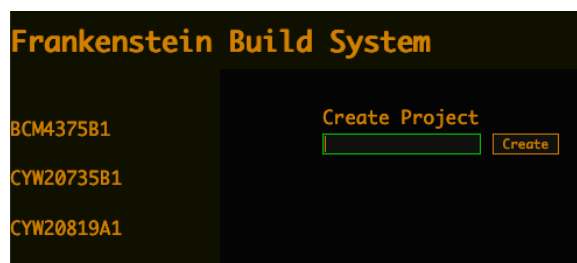 Frankenstein Build System
BCM4375B1
CYW20735B1
CYW20819A1
Create Project
Create